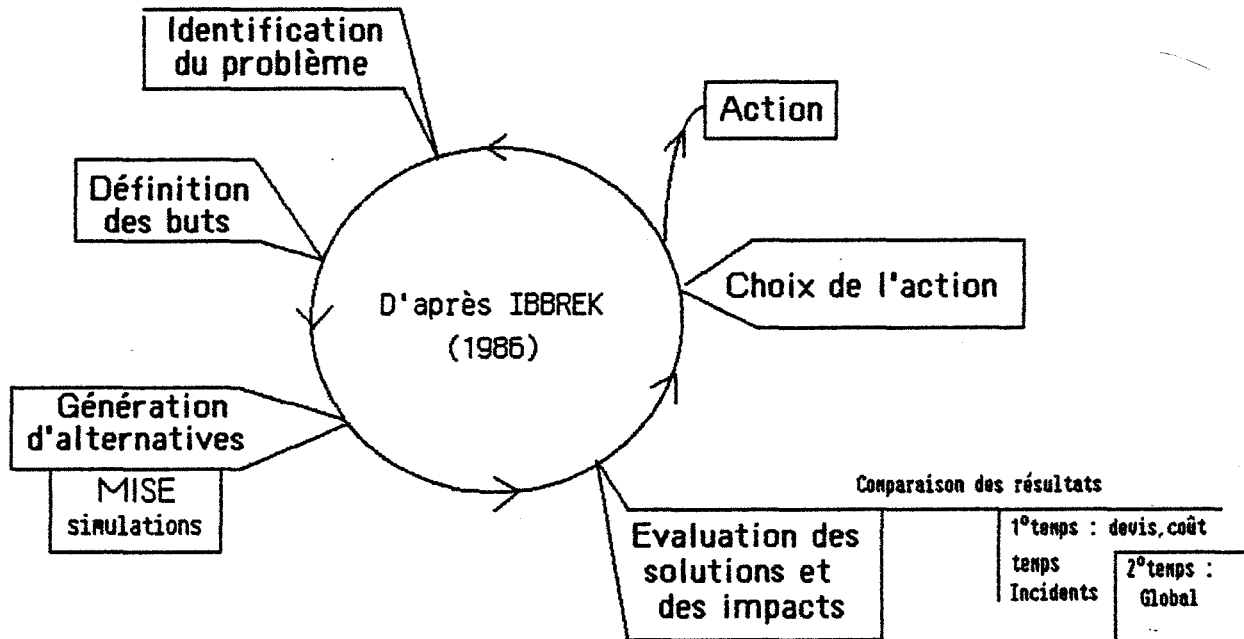 Identification
du problème
Action
Définition
des buts
Choix de l'action
D'après IBBREK
(1986)
Génération
d'alternatives
MISE
simulations
Comparaison des résultats
Evaluation des
solutions et
des impacts
1°temps : devis,coût
temps
Incidents
2°temps :
Global